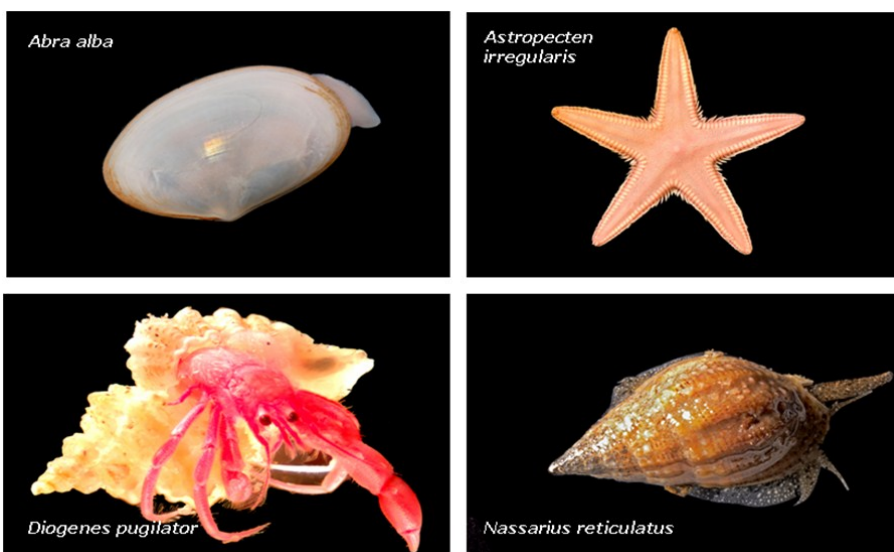 Abra alba
Astropecten
irregularis
Diogenes pugilator
Nassarius reticulatus